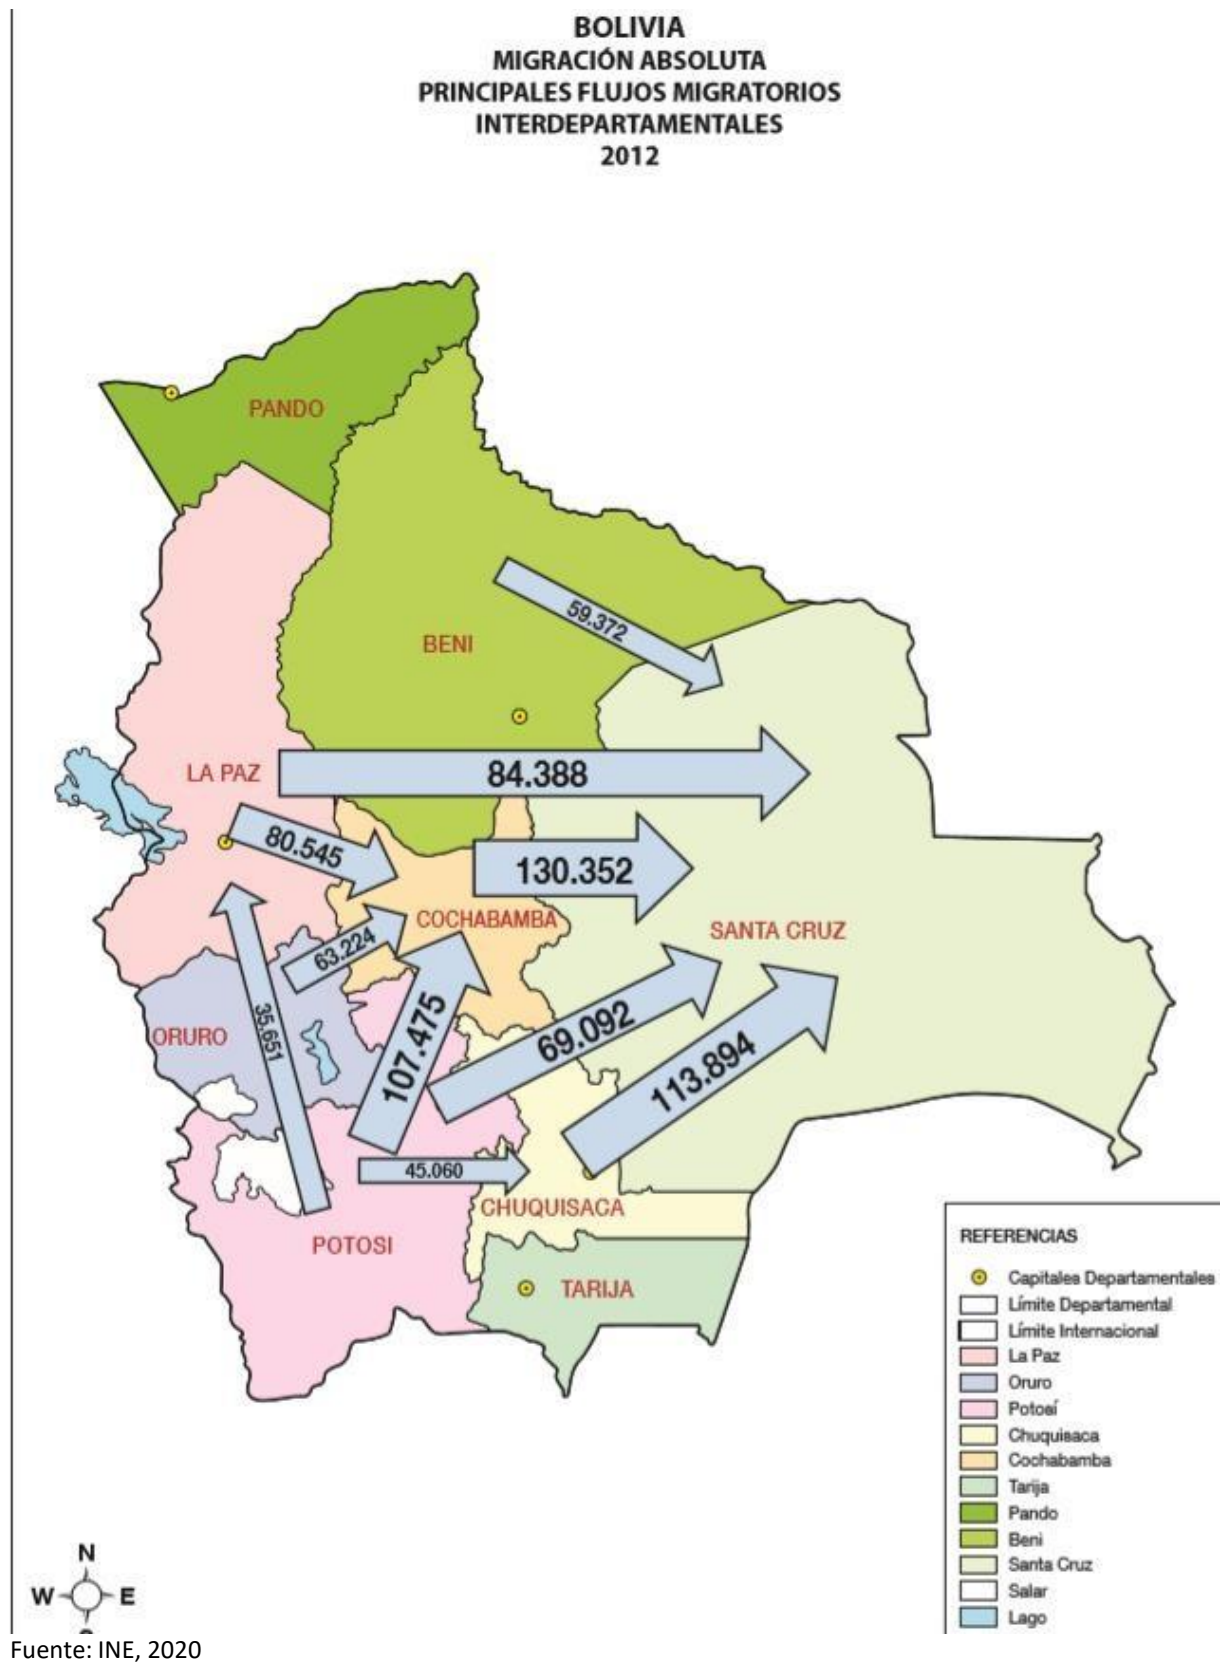 BOLIVIA
MIGRACIÓN ABSOLUTA
PRINCIPALES FLUJOS MIGRATORIOS
INTERDEPARTAMENTALES
2012
PANDO
59.372
BENI
LA PAZ
84.388
80.545
130.352
COCHABAMBA
SANTA CRUZ
63.224
35.651
ORURO
107.475
69.092
113.894
45.060
CHUQUISACA
POTOSI
TARIJA
REFERENCIAS
Capitales Departamentales
Límite Departamental
Límite Internacional
La Paz
Oruro
Potosí
Chuquisaca
Cochabamba
Tarija
Pando
Beni
Santa Cruz
Salar
Lago
N
W E
Fuente: INE, 2020